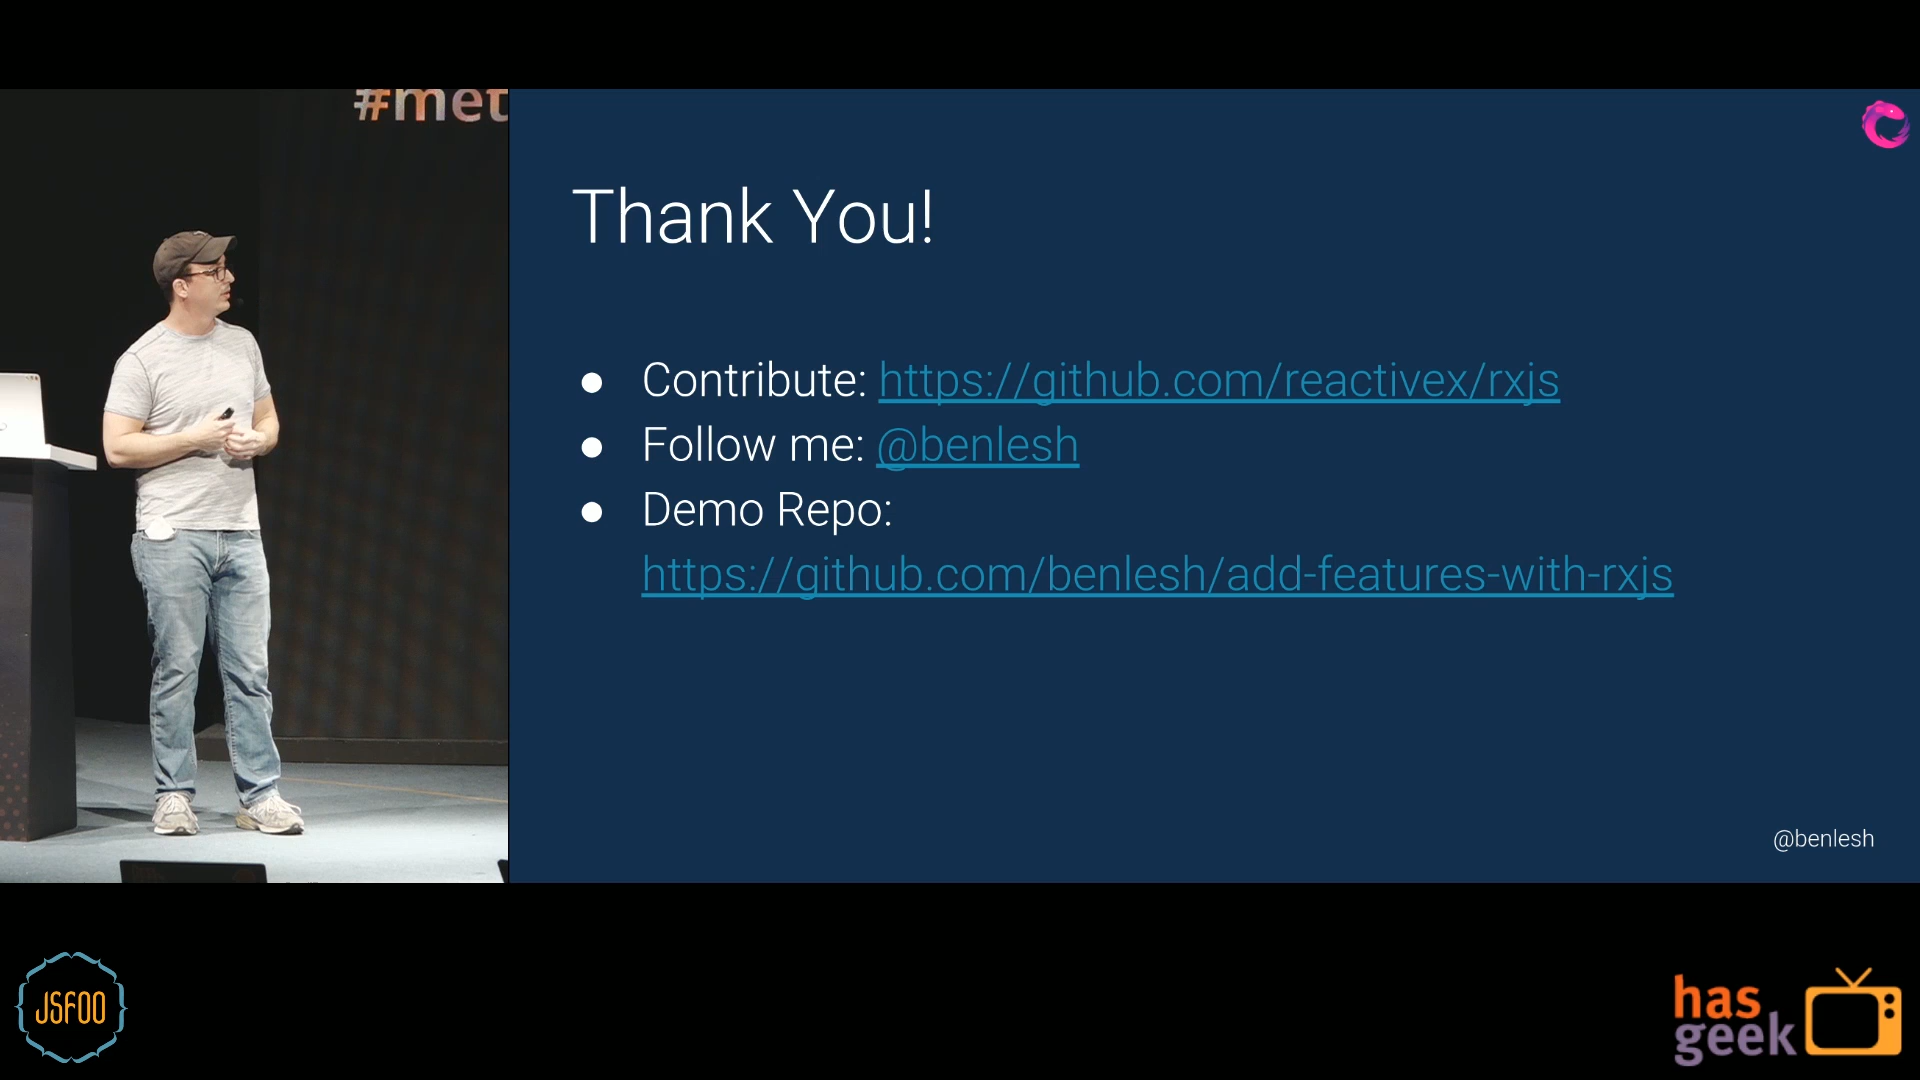 #met
Thank You!
● Contribute: https://github.com/reactivex/rxjs
● Follow me: @benlesh
● Demo Repo:
https://github.com/benlesh/add-features-with-rxjs
@benlesh
JSFOO
has
geek